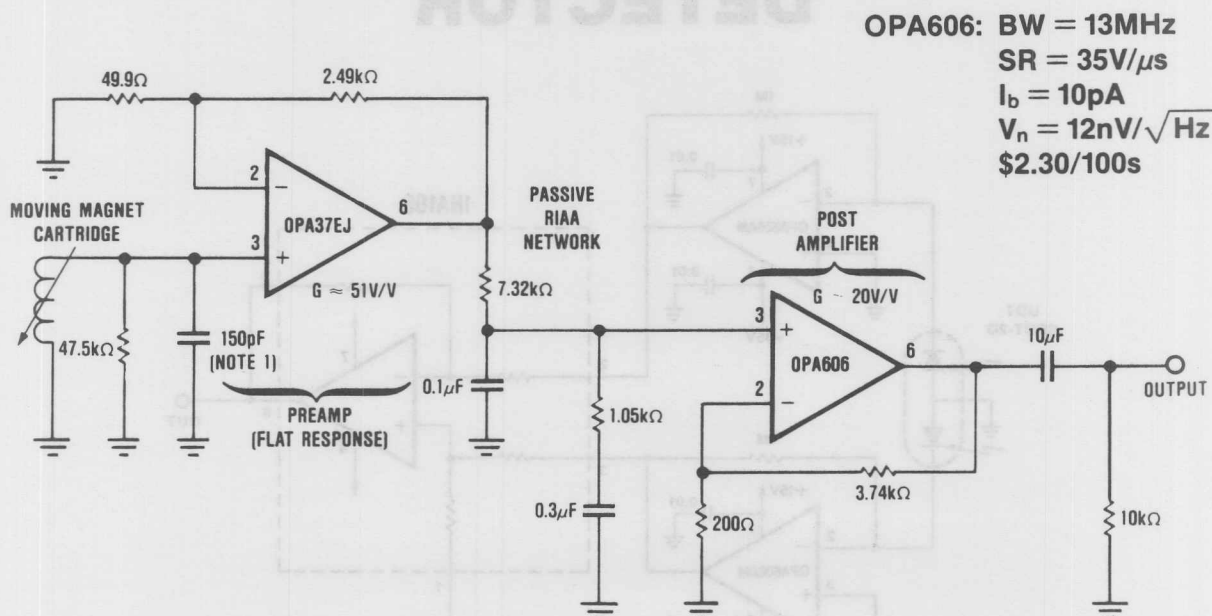 OPA606: BW = 13MHz
SR = 35V/μs
I_b = 10pA
V_n = 12nV/√Hz
$2.30/100s
49.9Ω
2.49kΩ
MOVING MAGNET
CARTRIDGE
2
−
OPA37EJ
6
3
+
G ≈ 51V/V
47.5kΩ
150pF
(NOTE 1)
PREAMP
(FLAT RESPONSE)
PASSIVE
RIAA
NETWORK
7.32kΩ
0.1μF
1.05kΩ
0.3μF
POST
AMPLIFIER
G ~ 20V/V
3
+
OPA606
6
2
−
10μF
OUTPUT
3.74kΩ
200Ω
10kΩ
DETECTOR